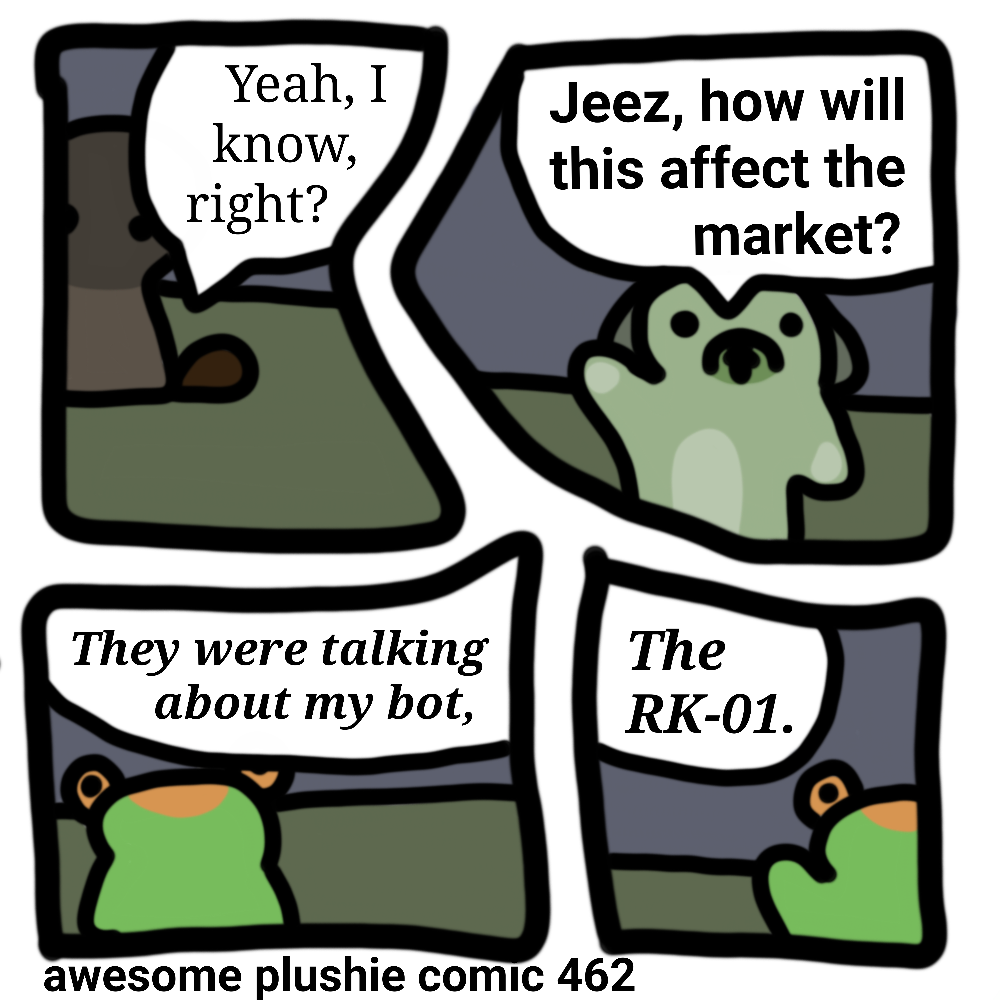 Yeah, I
know,
right?
Jeez, how will
this affect the
market?
They were talking
about my bot,
The
RK-01.
awesome plushie comic 462